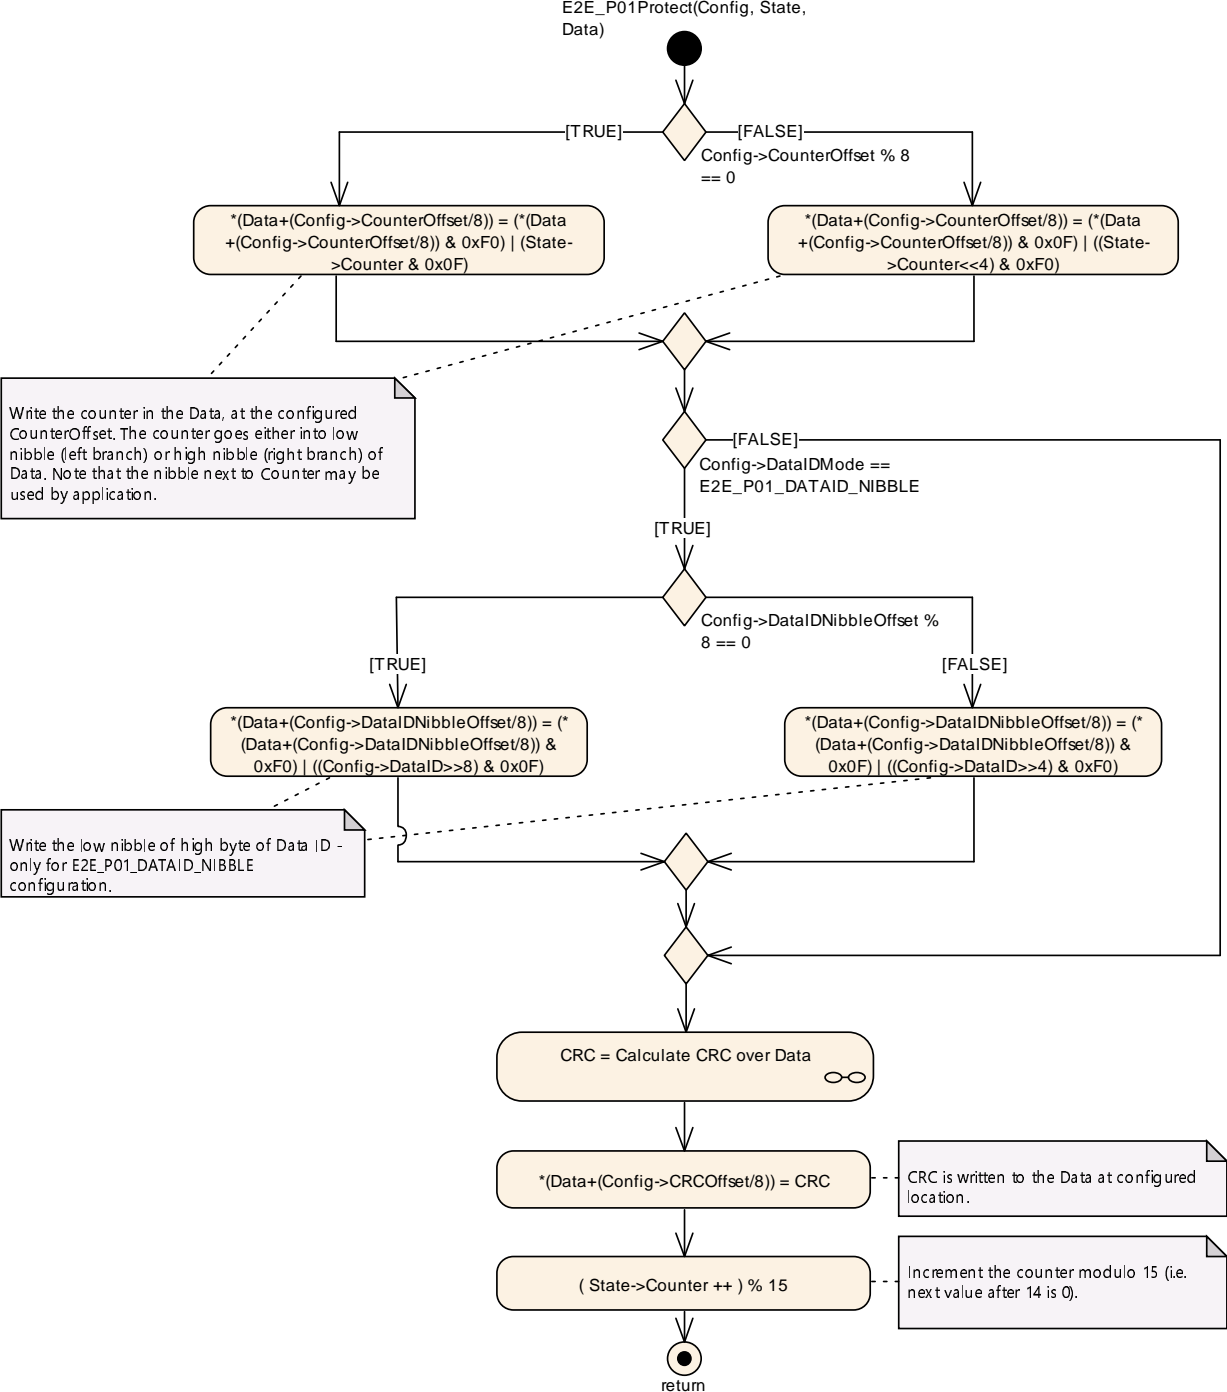 E2E_P01Protect(Config, State,
Data)
[TRUE]
[FALSE]
Config->CounterOffset % 8
== 0
*(Data+(Config->CounterOffset/8)) = (*(Data
+(Config->CounterOffset/8)) & 0xF0) | (State-
>Counter & 0x0F)
*(Data+(Config->CounterOffset/8)) = (*(Data
+(Config->CounterOffset/8)) & 0x0F) | ((State-
>Counter<<4) & 0xF0)
Write the counter in the Data, at the configured
CounterOffset. The counter goes either into low
nibble (left branch) or high nibble (right branch) of
Data. Note that the nibble next to Counter may be
used by application.
[FALSE]
Config->DataIDMode ==
E2E_P01_DATAID_NIBBLE
[TRUE]
Config->DataIDNibbleOffset %
8 == 0
[TRUE]
[FALSE]
*(Data+(Config->DataIDNibbleOffset/8)) = (*
(Data+(Config->DataIDNibbleOffset/8)) &
0xF0) | ((Config->DataID>>8) & 0x0F)
*(Data+(Config->DataIDNibbleOffset/8)) = (*
(Data+(Config->DataIDNibbleOffset/8)) &
0x0F) | ((Config->DataID>>4) & 0xF0)
Write the low nibble of high byte of Data ID -
only for E2E_P01_DATAID_NIBBLE
configuration.
CRC = Calculate CRC over Data
*(Data+(Config->CRCOffset/8)) = CRC
CRC is written to the Data at configured
location.
( State->Counter ++ ) % 15
Increment the counter modulo 15 (i.e.
next value after 14 is 0).
return